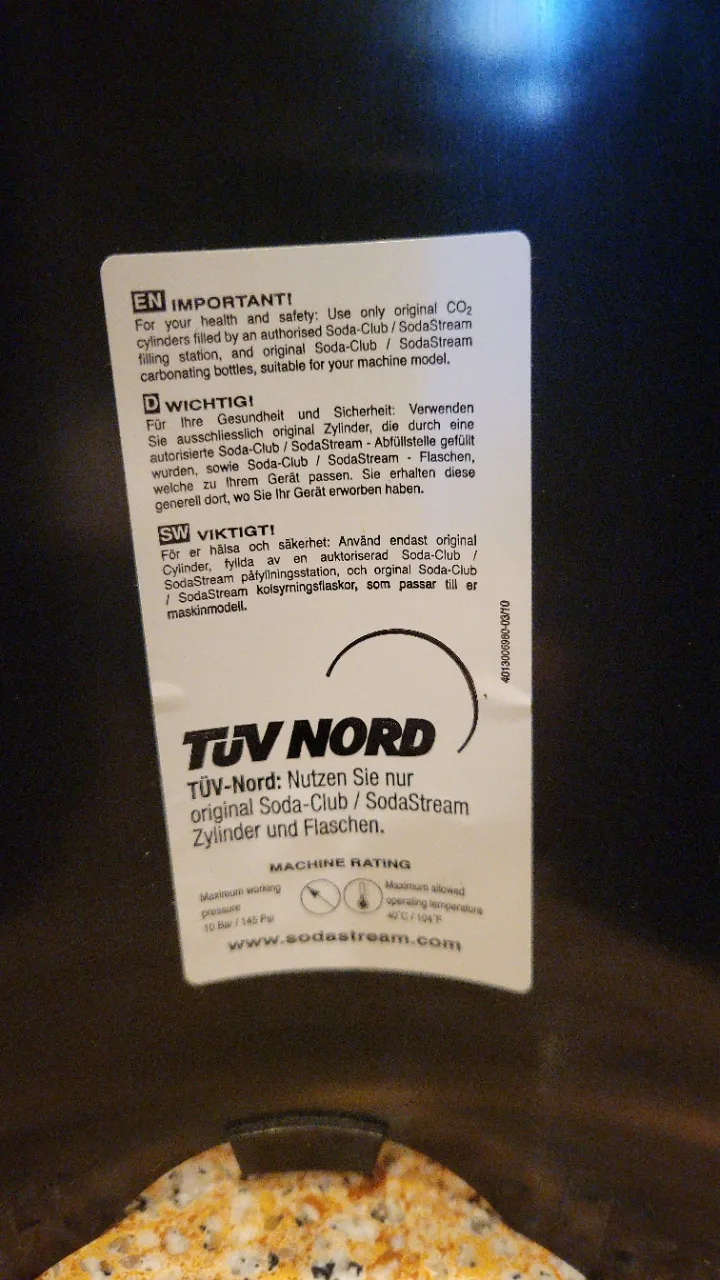 EN IMPORTANT!
For your health and safety: Use only original CO₂
cylinders filled by an authorised Soda-Club / SodaStream
filling station, and original Soda-Club / SodaStream
carbonating bottles, suitable for your machine model.
D WICHTIG!
Für Ihre Gesundheit und Sicherheit: Verwenden
Sie ausschliesslich original Zylinder, die durch eine
autorisierte Soda-Club / SodaStream - Abfüllstelle gefüllt
wurden, sowie Soda-Club / SodaStream - Flaschen,
welche zu Ihrem Gerät passen. Sie erhalten diese
generell dort, wo Sie Ihr Gerät erworben haben.
SW VIKTIGT!
För er hälsa och säkerhet: Använd endast original
Cylinder, fyllda av en auktoriserad Soda-Club /
SodaStream påfyllningsstation, och orginal Soda-Club
/ SodaStream kolsyrningsflaskor, som passar till er
maskinmodell.
4013006980-03/10
TÜV NORD
TÜV-Nord: Nutzen Sie nur
original Soda-Club / SodaStream
Zylinder und Flaschen.
MACHINE RATING
Maximum working
pressure
10 Bar / 145 Psi
Maximum allowed
operating temperature
40°C / 104°F
www.sodastream.com